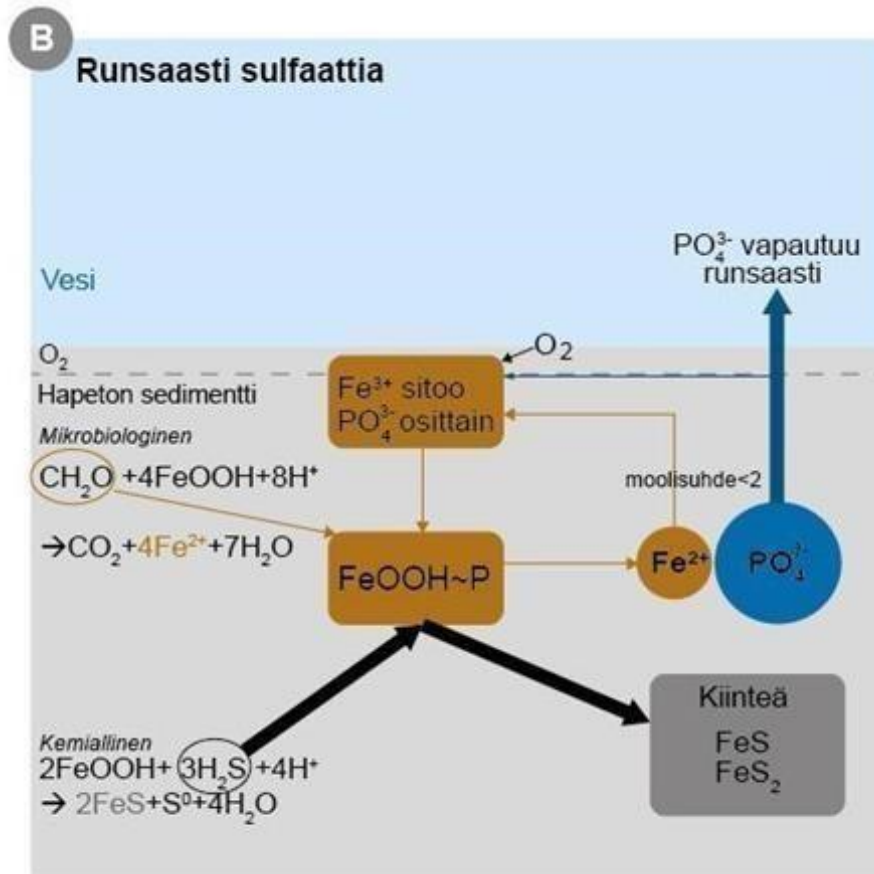 B
Runsaasti sulfaattia
PO₄³⁻ vapautuu
runsaasti
Vesi
O₂
O₂
Hapeton sedimentti
Fe³⁺ sitoo
PO₄³⁻ osittain
Mikrobiologinen
CH₂O +4FeOOH+8H⁺
moolisuhde<2
→CO₂+4Fe²⁺+7H₂O
FeOOH~P
Fe²⁺
PO₄³⁻
Kiinteä
FeS
FeS₂
Kemiallinen
2FeOOH+ 3H₂S +4H⁺
→ 2FeS+S⁰+4H₂O